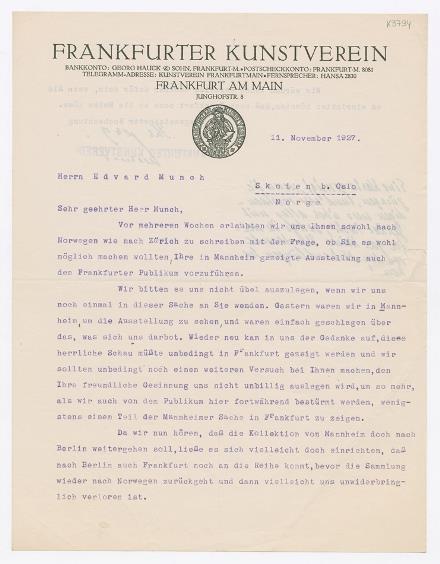 K3794
FRANKFURTER KUNSTVEREIN
BANKKONTO: GEORG HAUCK & SOHN, FRANKFURT-M. • POSTSCHECKKONTO: FRANKFURT-M. 8081
TELEGRAMM-ADRESSE: KUNSTVEREIN FRANKFURTMAIN • FERNSPRECHER: HANSA 2830
FRANKFURT AM MAIN
JUNGHOFSTR. 8
11. November 1927.
Herrn Edvard Munch
Skoien b. Oslo
Norge
Sehr geehrter Herr Munch,
Vor mehreren Wochen erlaubten wir uns Ihnen sowohl nach
Norwegen wie nach Zürich zu schreiben mit der Frage, ob Sie es wohl
möglich machen wollten, Ihre in Mannheim gezeigte Ausstellung auch
dem Frankfurter Publikum vorzuführen.
Wir bitten es uns nicht übel auszulegen, wenn wir uns
noch einmal in dieser Sache an Sie wenden. Gestern waren wir in Mann-
heim, um die Ausstellung zu sehen, und waren einfach geschlagen über
das, was sich uns darbot. Wieder neu kam in uns der Gedanke auf, diese
herrliche Schau müßte unbedingt in Frankfurt gezeigt werden und wir
sollten unbedingt noch einen weiteren Versuch bei Ihnen machen, den
Ihre freundliche Gesinnung uns nicht unbillig auslegen wird, um so mehr,
als wir auch von dem Publikum hier fortwährend bestürmt werden, wenig-
stens einen Teil der Mannheimer Sache in Frankfurt zu zeigen.
Da wir nun hören, daß die Kollektion von Mannheim doch nach
Berlin weitergehen soll, ließe es sich vielleicht doch einrichten, daß
nach Berlin auch Frankfurt noch an die Reihe kommt, bevor die Sammlung
wieder nach Norwegen zurückgeht und dann vielleicht uns unwiderbring-
lich verloren ist.